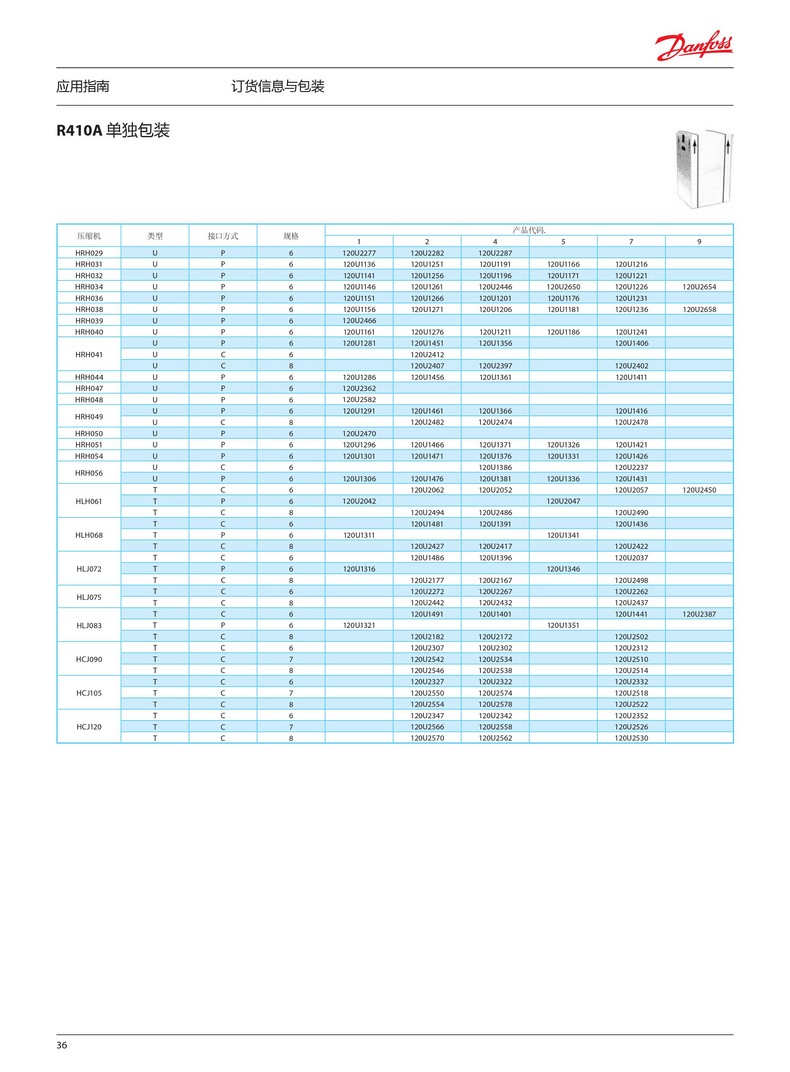 Danfoss
应用指南 订货信息与包装
R410A 单独包装
压缩机 类型 接口方式 规格 产品代码.
1 2 4 5 7 9
HRH029 U P 6 120U2277 120U2282 120U2287
HRH031 U P 6 120U1136 120U1251 120U1191 120U1166 120U1216
HRH032 U P 6 120U1141 120U1256 120U1196 120U1171 120U1221
HRH034 U P 6 120U1146 120U1261 120U2446 120U2650 120U1226 120U2654
HRH036 U P 6 120U1151 120U1266 120U1201 120U1176 120U1231
HRH038 U P 6 120U1156 120U1271 120U1206 120U1181 120U1236 120U2658
HRH039 U P 6 120U2466
HRH040 U P 6 120U1161 120U1276 120U1211 120U1186 120U1241
HRH041 U P 6 120U1281 120U1451 120U1356 120U1406
U C 6 120U2412
U C 8 120U2407 120U2397 120U2402
HRH044 U P 6 120U1286 120U1456 120U1361 120U1411
HRH047 U P 6 120U2362
HRH048 U P 6 120U2582
HRH049 U P 6 120U1291 120U1461 120U1366 120U1416
U C 8 120U2482 120U2474 120U2478
HRH050 U P 6 120U2470
HRH051 U P 6 120U1296 120U1466 120U1371 120U1326 120U1421
HRH054 U P 6 120U1301 120U1471 120U1376 120U1331 120U1426
HRH056 U C 6 120U1386 120U2237
U P 6 120U1306 120U1476 120U1381 120U1336 120U1431
HLH061 T C 6 120U2062 120U2052 120U2057 120U2450
T P 6 120U2042 120U2047
T C 8 120U2494 120U2486 120U2490
HLH068 T C 6 120U1481 120U1391 120U1436
T P 6 120U1311 120U1341
T C 8 120U2427 120U2417 120U2422
HLJ072 T C 6 120U1486 120U1396 120U2037
T P 6 120U1316 120U1346
T C 8 120U2177 120U2167 120U2498
HLJ075 T C 6 120U2272 120U2267 120U2262
T C 8 120U2442 120U2432 120U2437
HLJ083 T C 6 120U1491 120U1401 120U1441 120U2387
T P 6 120U1321 120U1351
T C 8 120U2182 120U2172 120U2502
HCJ090 T C 6 120U2307 120U2302 120U2312
T C 7 120U2542 120U2534 120U2510
T C 8 120U2546 120U2538 120U2514
HCJ105 T C 6 120U2327 120U2322 120U2332
T C 7 120U2550 120U2574 120U2518
T C 8 120U2554 120U2578 120U2522
HCJ120 T C 6 120U2347 120U2342 120U2352
T C 7 120U2566 120U2558 120U2526
T C 8 120U2570 120U2562 120U2530
36